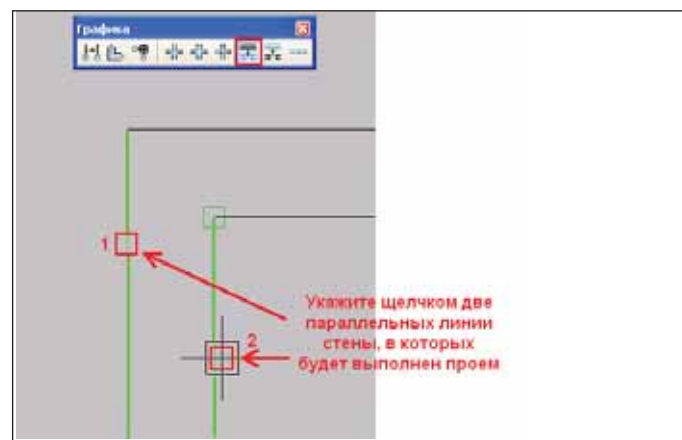 Графика
1
2
Укажите щелчком две
параллельных линии
стены, в которых
будет выполнен проем